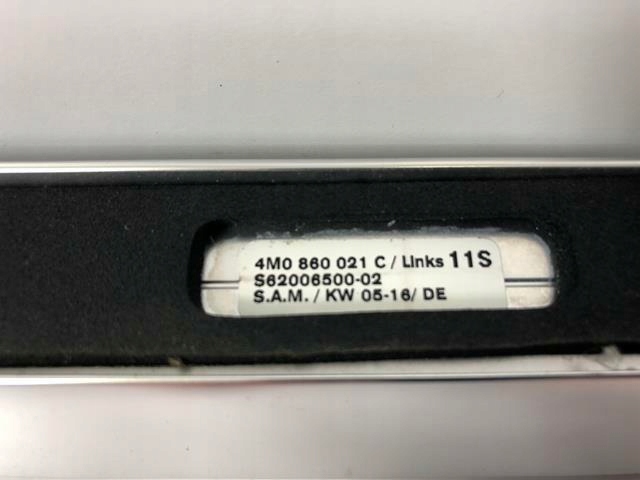 4M0 860 021 C / Links 11S
S62006500-02
S.A.M. / KW 05-16/ DE